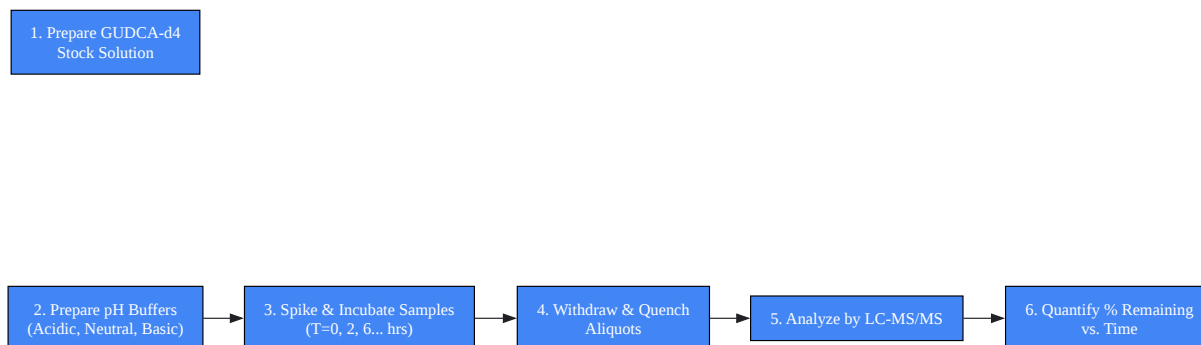 1. Prepare GUDCA-d4
Stock Solution
2. Prepare pH Buffers
(Acidic, Neutral, Basic)
3. Spike & Incubate Samples
(T=0, 2, 6... hrs)
4. Withdraw & Quench
Aliquots
5. Analyze by LC-MS/MS
6. Quantify % Remaining
vs. Time